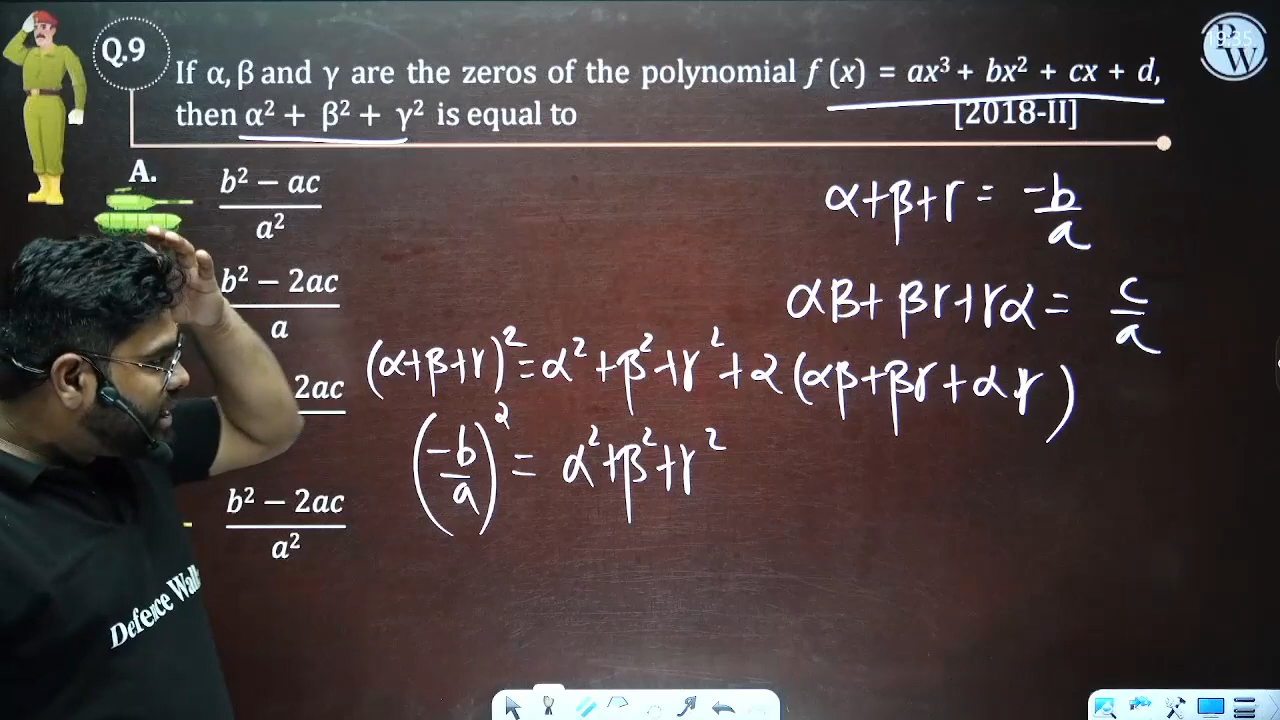 Q.9
If α, β and γ are the zeros of the polynomial f (x) = ax³ + bx² + cx + d,
then α² + β² + γ² is equal to [2018-II]
A.
b² − ac
a²
b² − 2ac
a
2ac
b² − 2ac
a²
α+β+γ = -b/a
αβ + βγ + γα = c/a
(α+β+γ)² = α² + β² + γ² + 2 (αβ + βγ + αγ)
(-b/a)² = α² + β² + γ²
Defence Wall